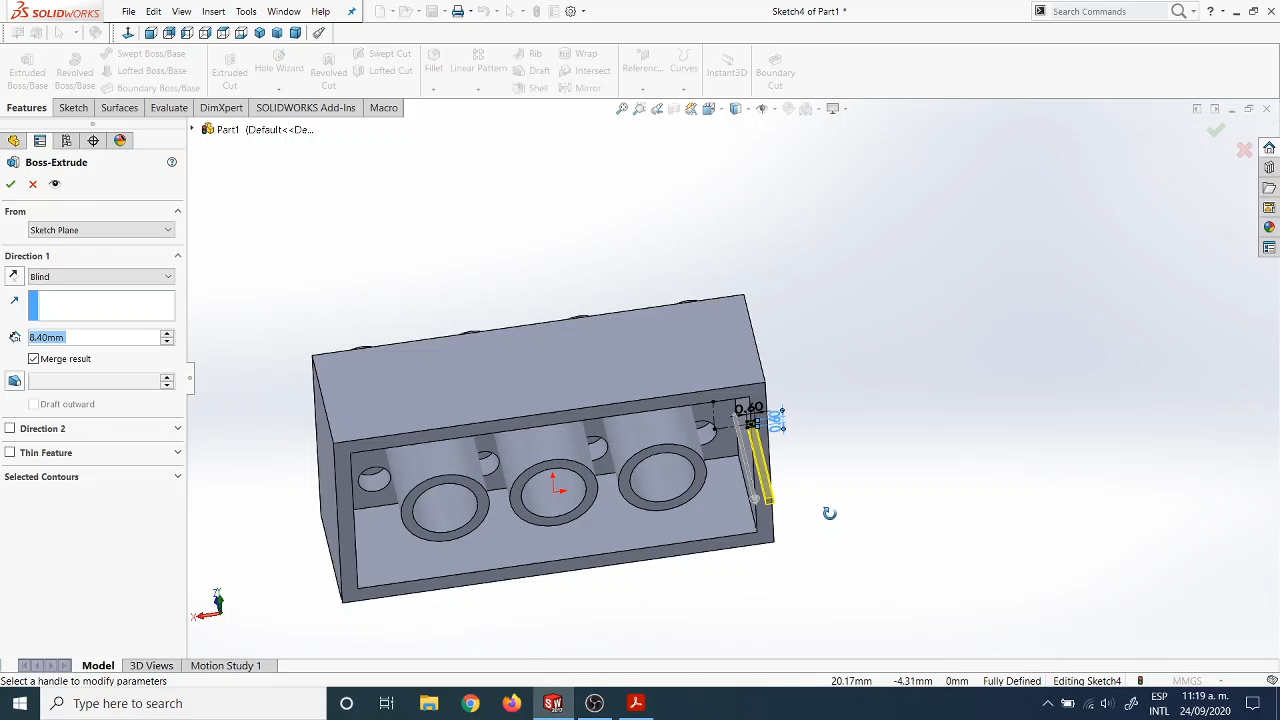 SOLIDWORKS File Edit View Insert Tools Window Help Sketch4 of Part1 * Search Commands
Extruded Boss/Base Revolved Boss/Base Swept Boss/Base Lofted Boss/Base Boundary Boss/Base Extruded Cut Hole Wizard Revolved Cut Swept Cut Lofted Cut Fillet Linear Pattern Rib Draft Shell Wrap Intersect Mirror Referenc... Curves Instant3D Boundary Cut
Features Sketch Surfaces Evaluate DimXpert SOLIDWORKS Add-Ins Macro
Part1 (Default<<De...
Boss-Extrude
From
Sketch Plane
Direction 1
Blind
8.40mm
Merge result
Draft outward
Direction 2
Thin Feature
Selected Contours
0.60
0.60
Z
X
Model 3D Views Motion Study 1
Select a handle to modify parameters 20.17mm -4.31mm 0mm Fully Defined Editing Sketch4 MMGS
Type here to search
ESP 11:19 a. m.
INTL 24/09/2020